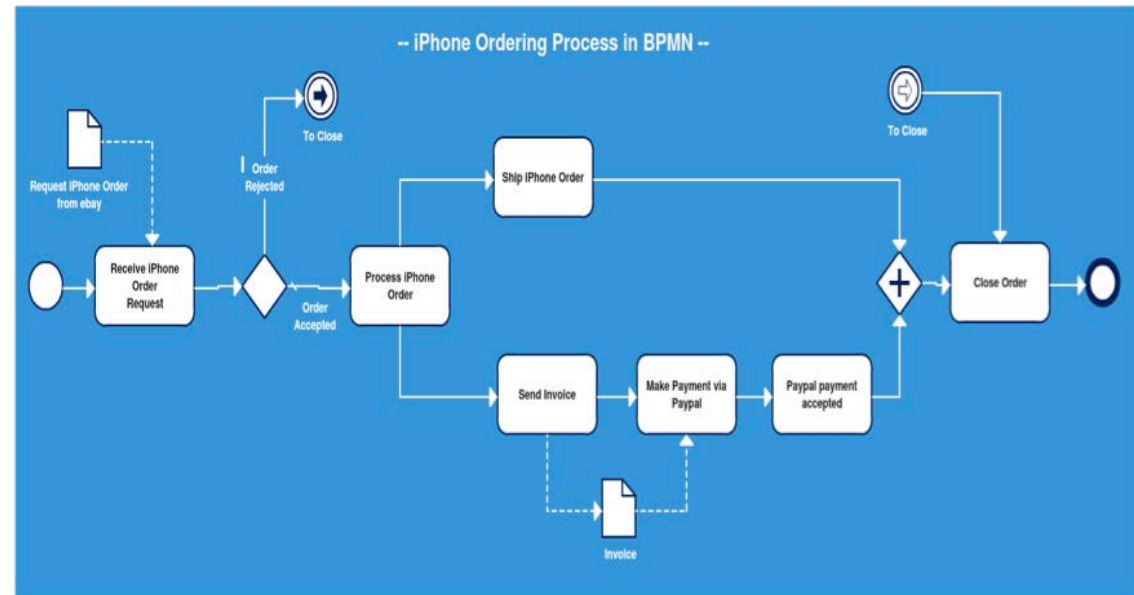 -- iPhone Ordering Process in BPMN --
To Close
To Close
Request iPhone Order
from ebay
Order
Rejected
Ship iPhone Order
Receive iPhone
Order
Request
Order
Accepted
Process iPhone
Order
Close Order
Send Invoice
Make Payment via
Paypal
Paypal payment
accepted
Invoice